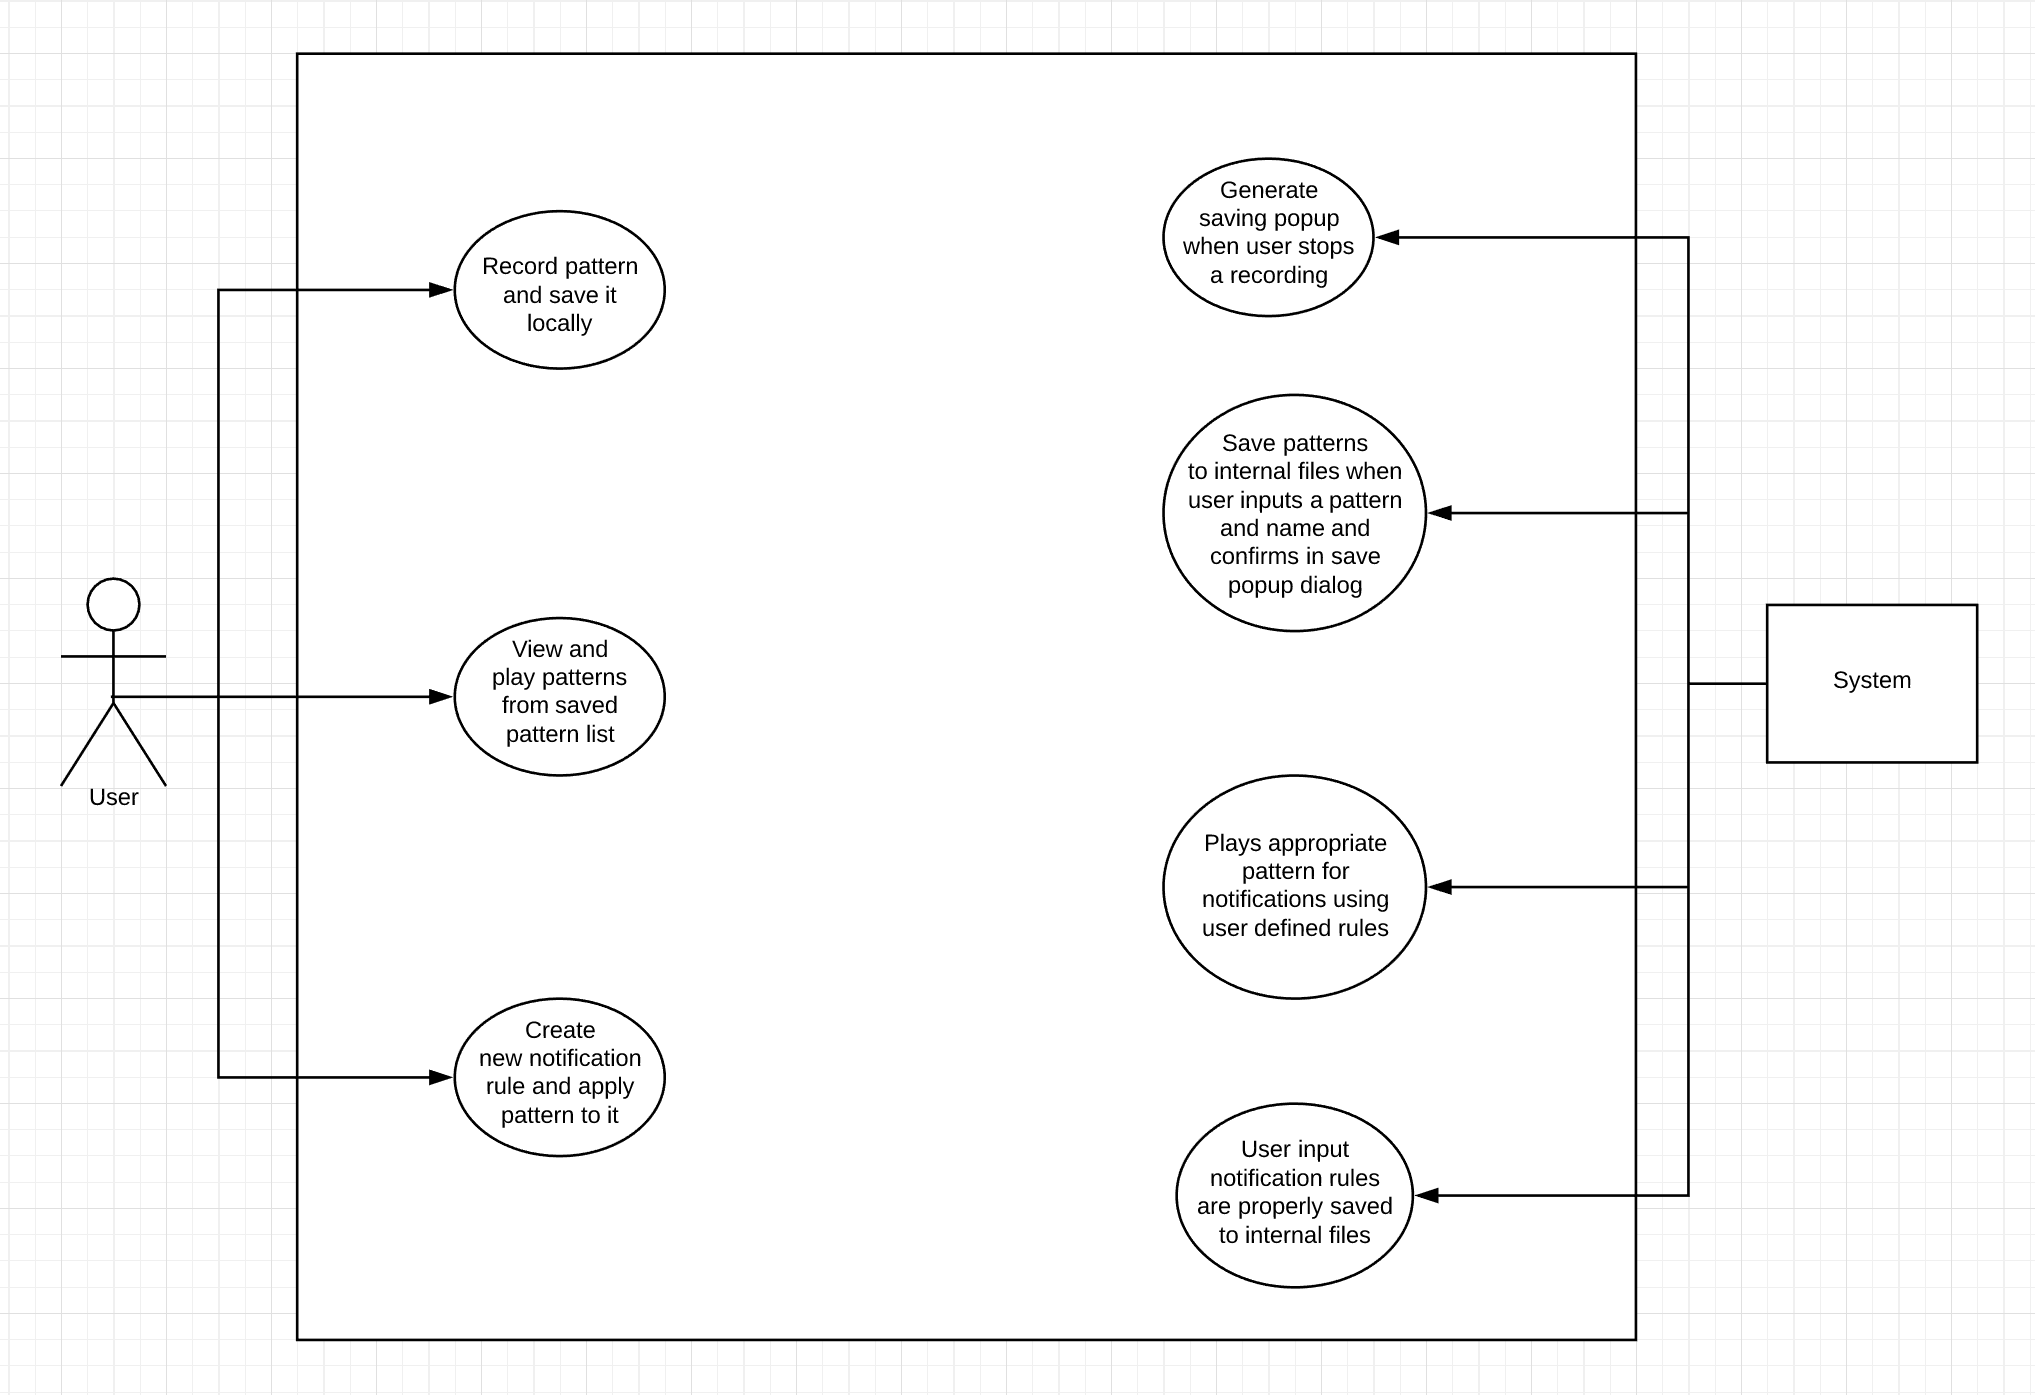 Record pattern
and save it
locally
View and
play patterns
from saved
pattern list
User
Create
new notification
rule and apply
pattern to it
Generate
saving popup
when user stops
a recording
Save patterns
to internal files when
user inputs a pattern
and name and
confirms in save
popup dialog
Plays appropriate
pattern for
notifications using
user defined rules
User input
notification rules
are properly saved
to internal files
System